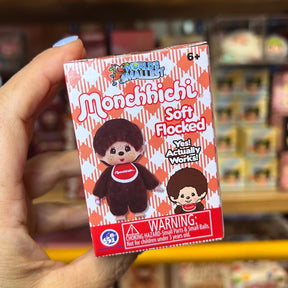 6+
WORLD'S
SMALLEST
Monchhichi
Soft
Flocked
Yes!
Actually
Works!
Monchhichi
WARNING:
CHOKING HAZARD-Small Parts & Small Balls.
Not for children under 3 years old.